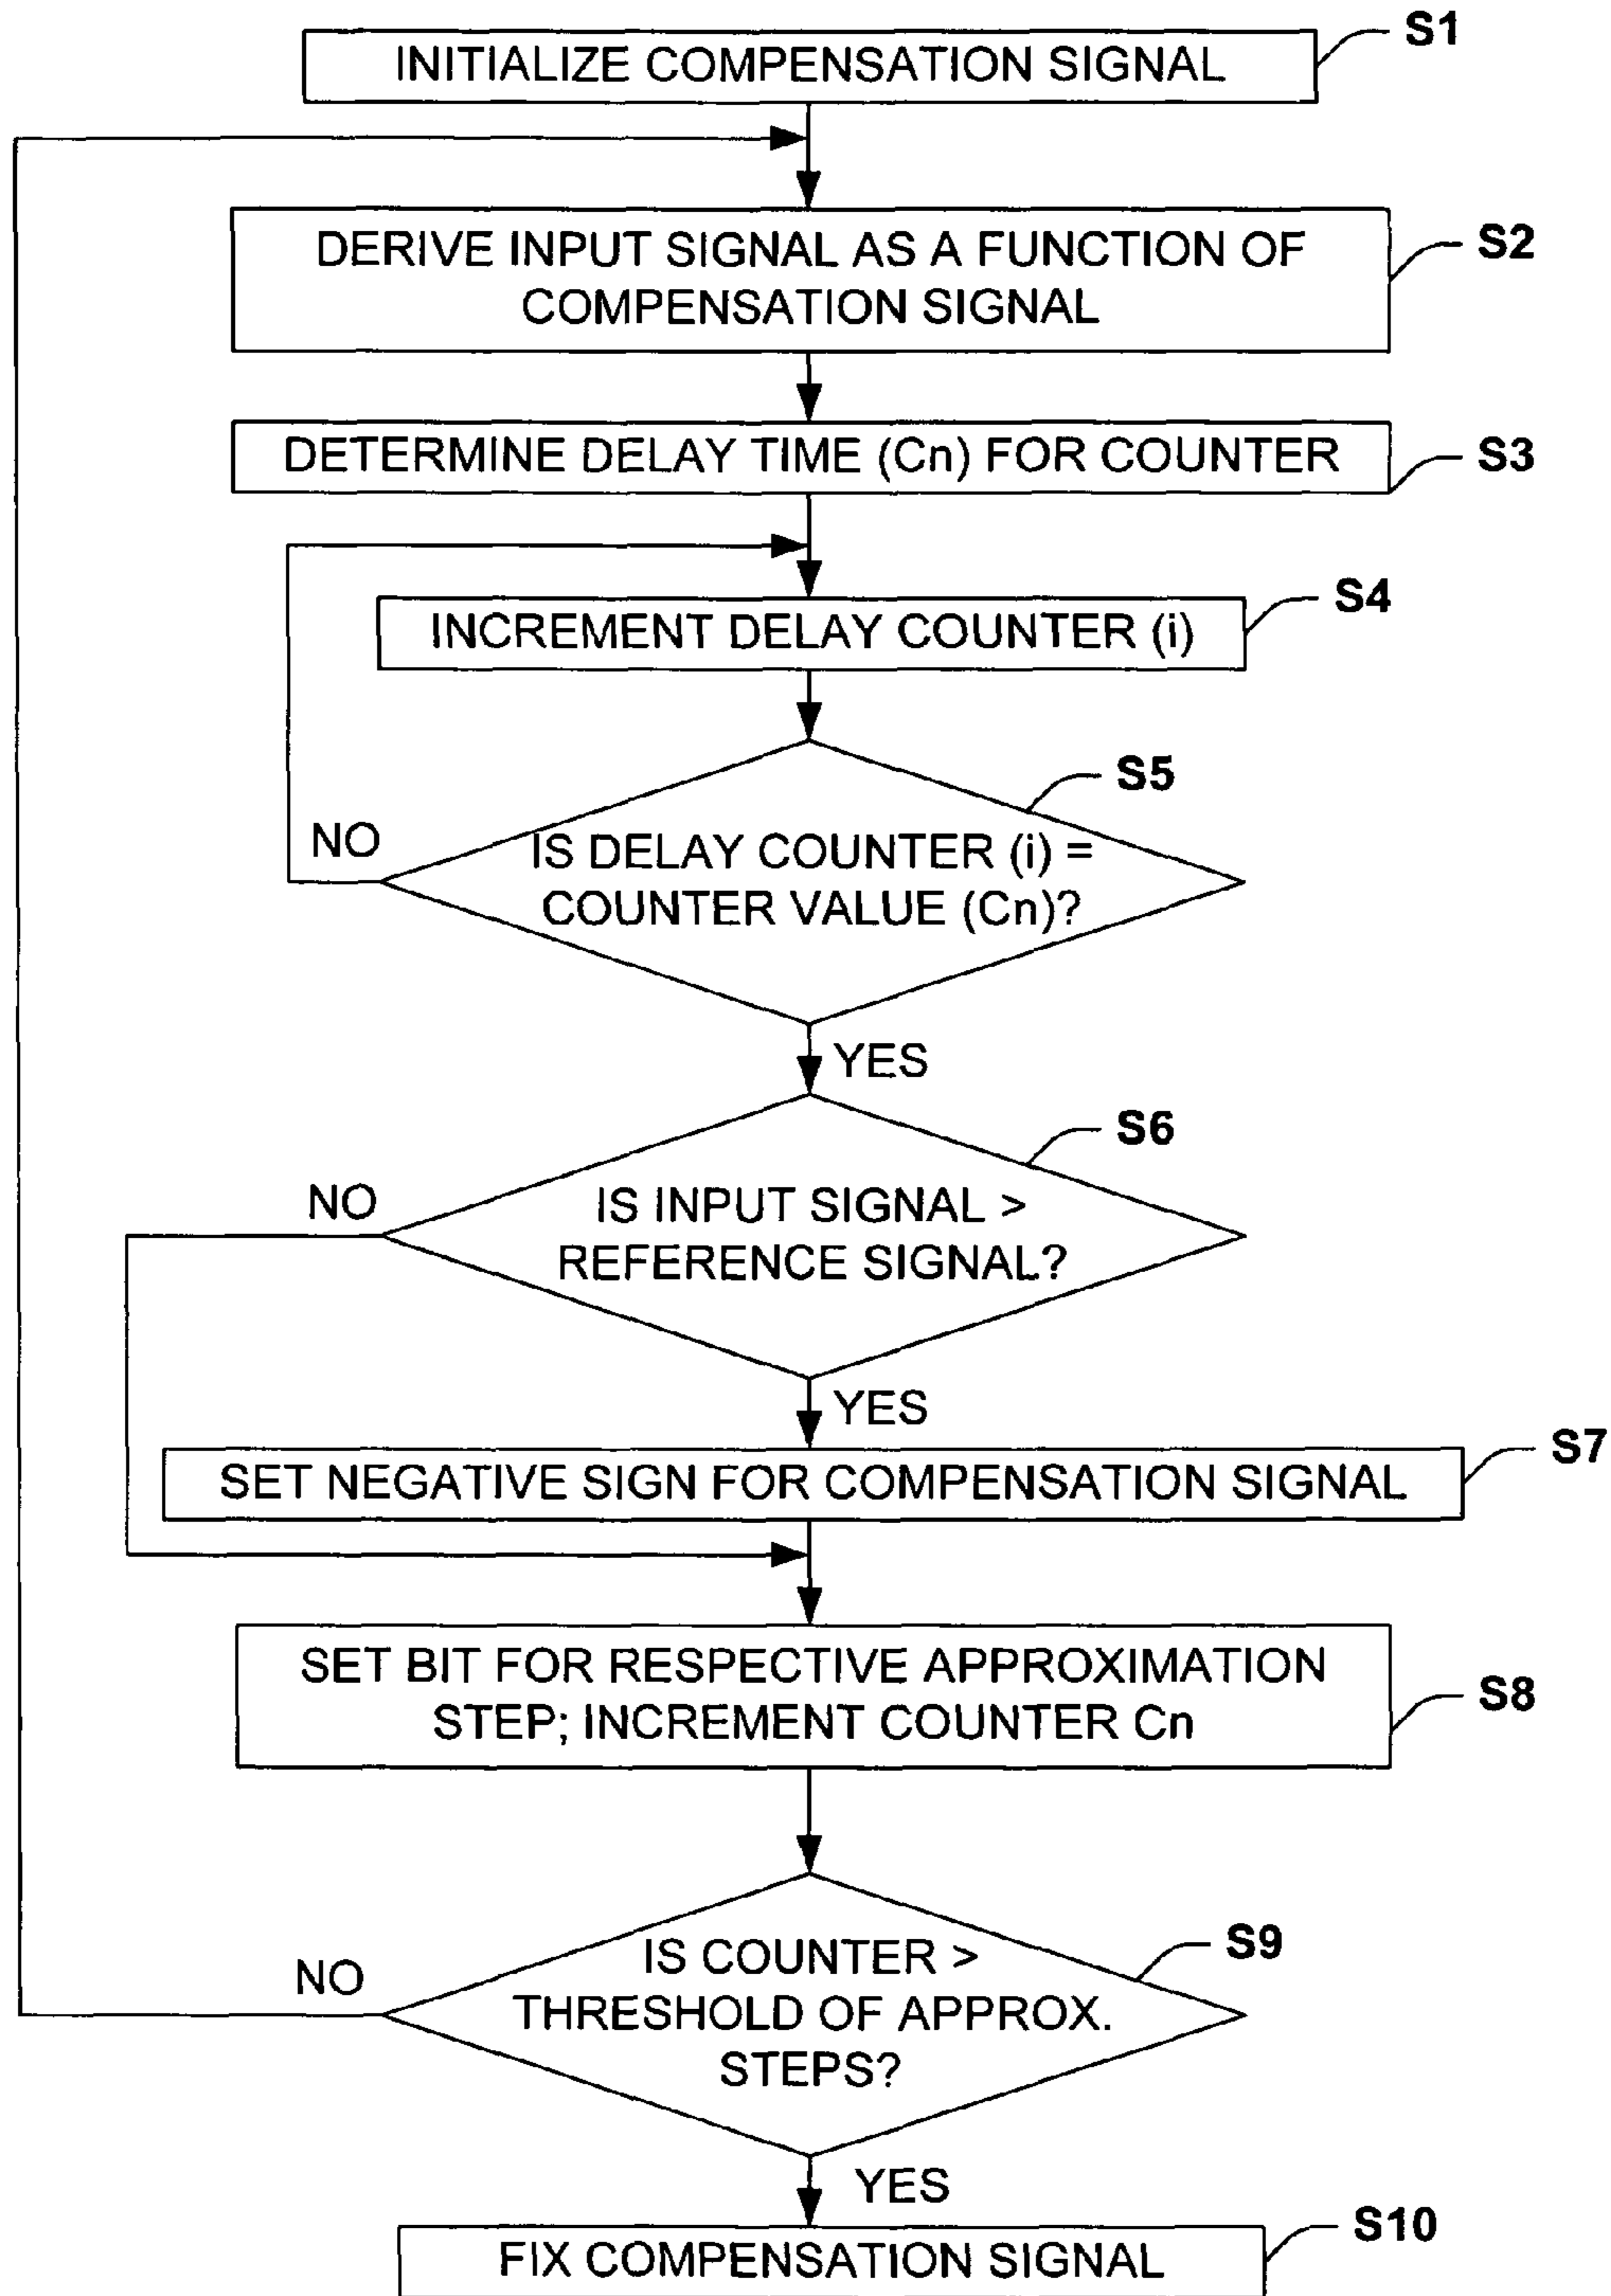 INITIALIZE COMPENSATION SIGNAL
S1
DERIVE INPUT SIGNAL AS A FUNCTION OF
COMPENSATION SIGNAL
S2
DETERMINE DELAY TIME (Cn) FOR COUNTER
S3
INCREMENT DELAY COUNTER (i)
S4
S5
NO
IS DELAY COUNTER (i) =
COUNTER VALUE (Cn)?
YES
S6
NO
IS INPUT SIGNAL >
REFERENCE SIGNAL?
YES
SET NEGATIVE SIGN FOR COMPENSATION SIGNAL
S7
SET BIT FOR RESPECTIVE APPROXIMATION
STEP; INCREMENT COUNTER Cn
S8
S9
NO
IS COUNTER >
THRESHOLD OF APPROX.
STEPS?
YES
FIX COMPENSATION SIGNAL
S10